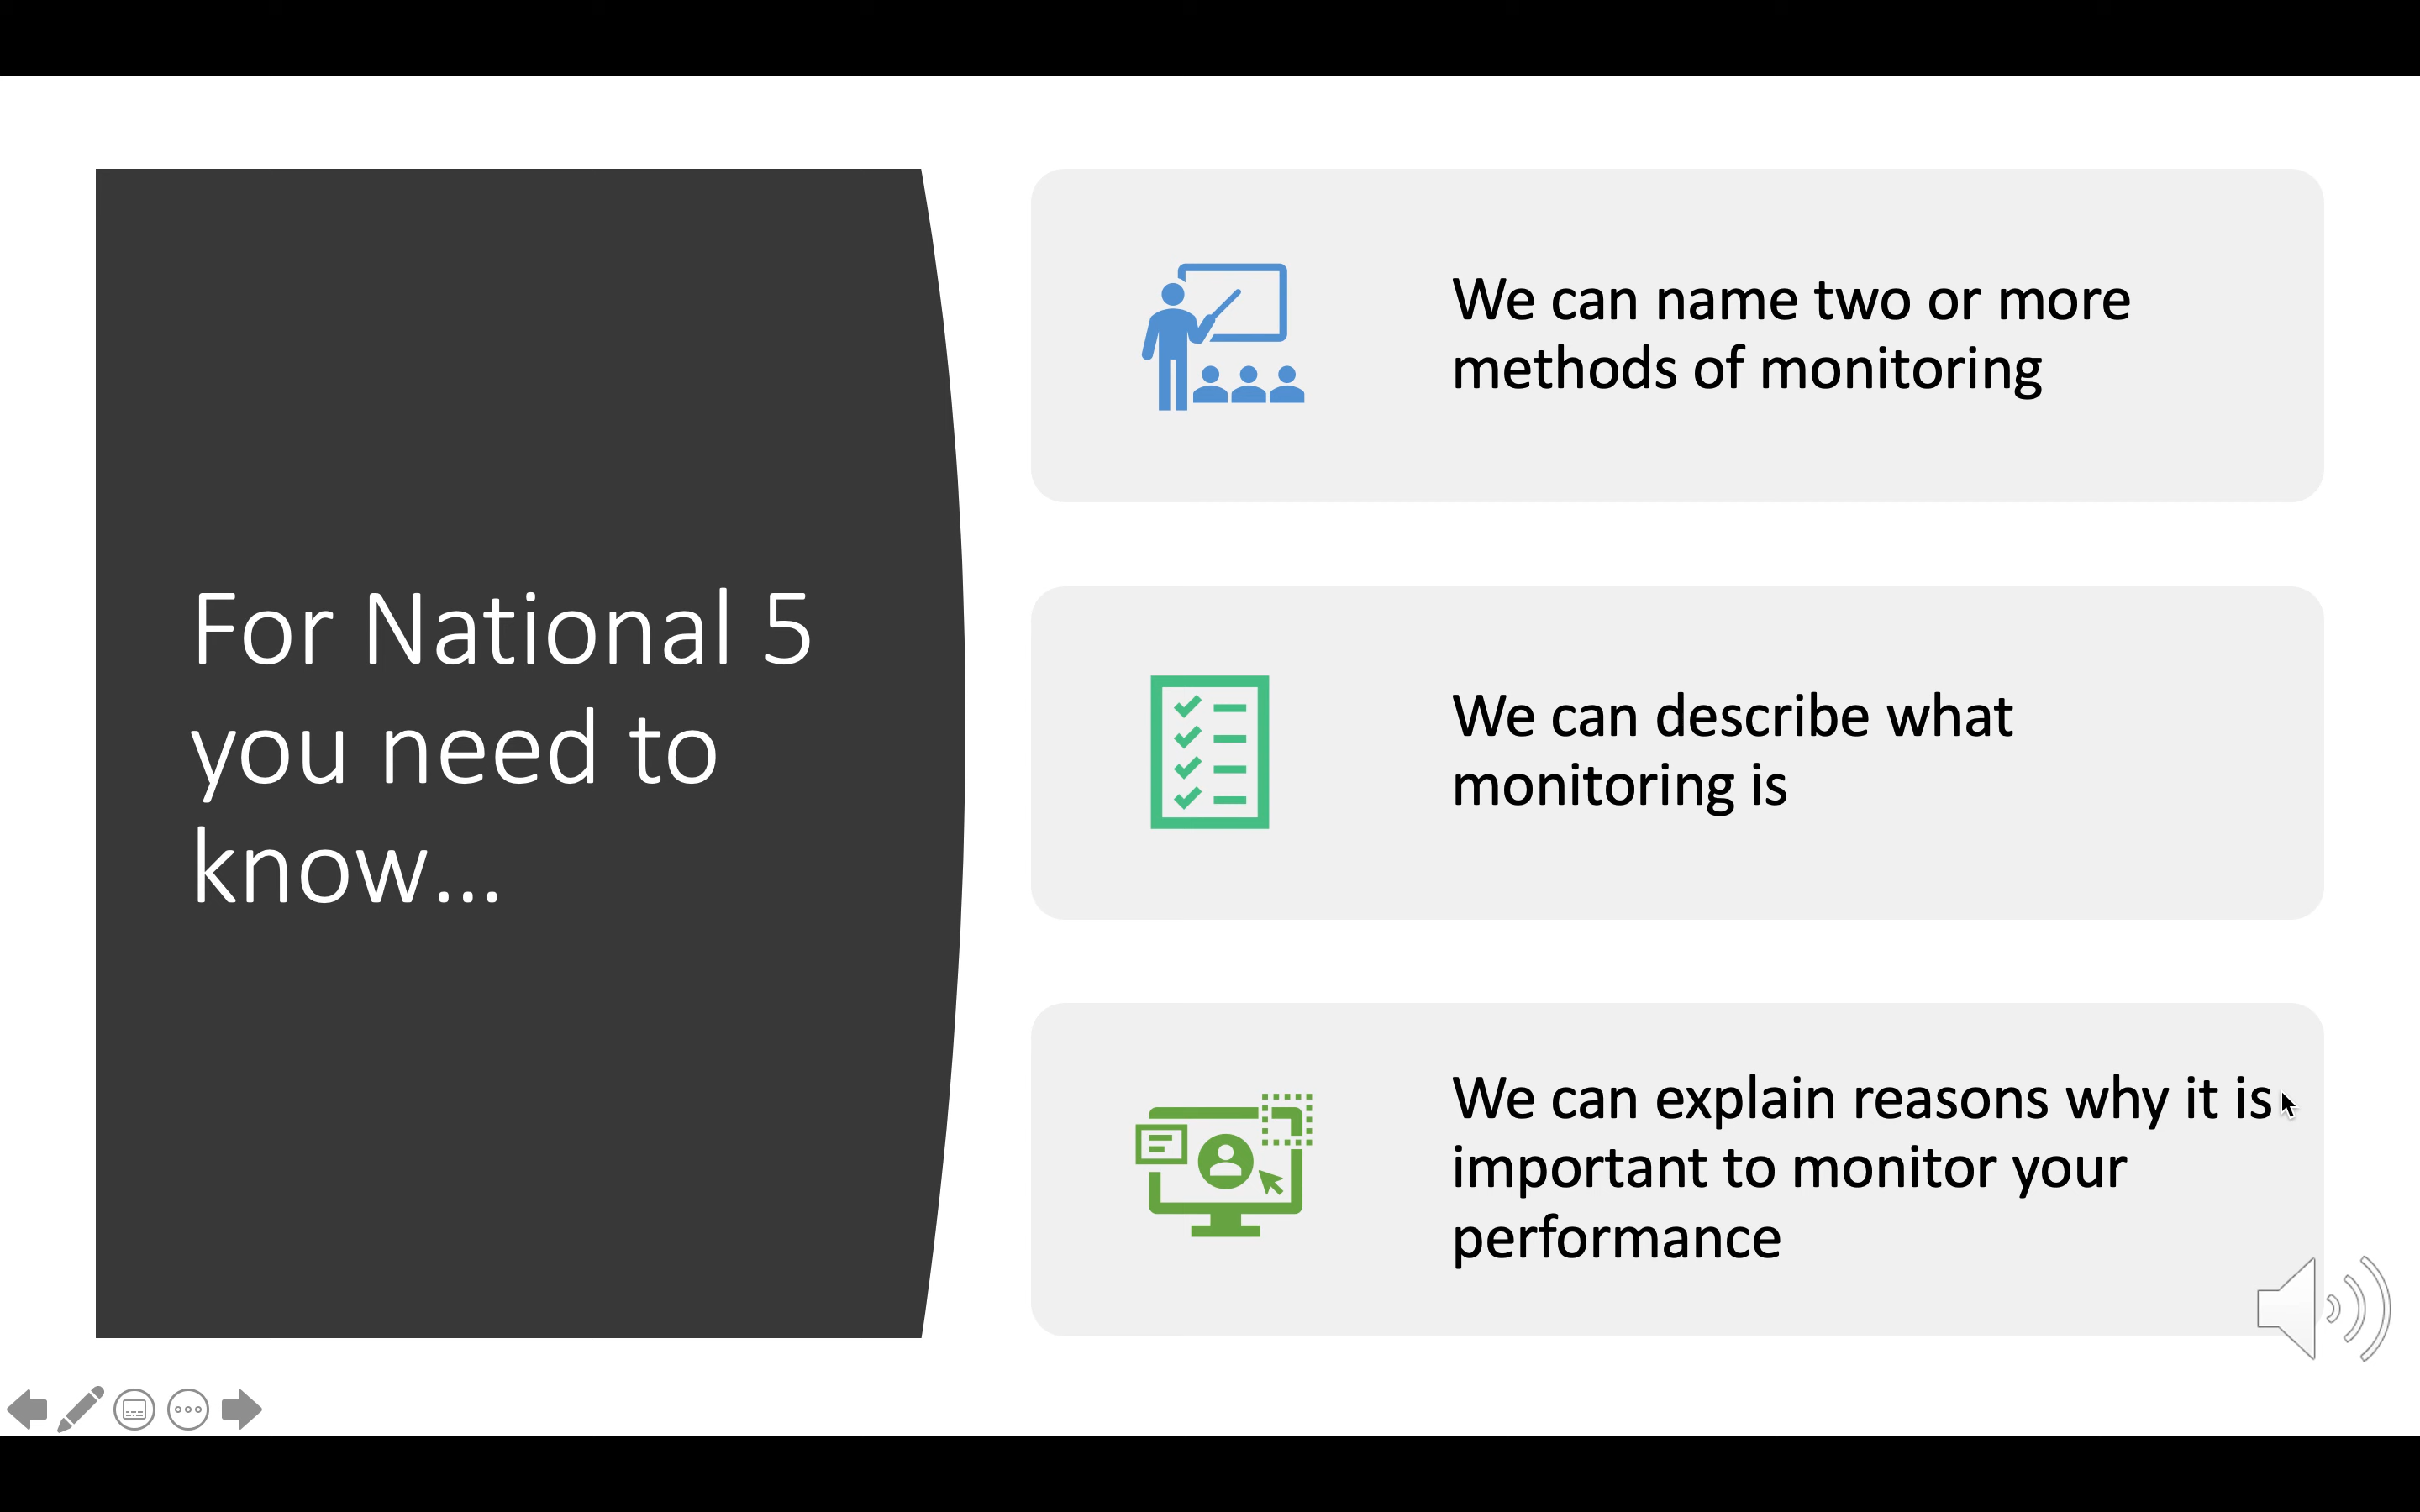 For National 5
you need to
know...
We can name two or more
methods of monitoring
We can describe what
monitoring is
We can explain reasons why it is
important to monitor your
performance